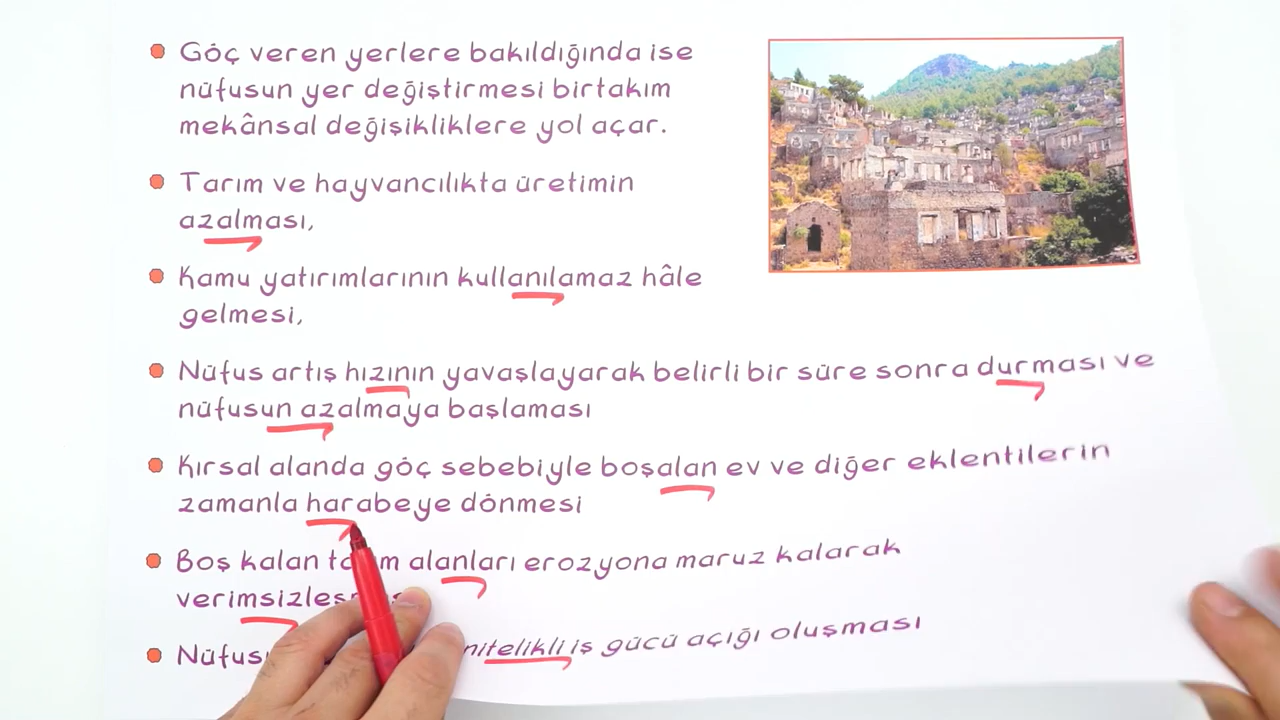 Göç veren yerlere bakıldığında ise
nüfusun yer değiştirmesi birtakım
mekânsal değişikliklere yol açar.
Tarım ve hayvancılıkta üretimin
azalması,
Kamu yatırımlarının kullanılamaz hâle
gelmesi,
Nüfus artış hızının yavaşlayarak belirli bir süre sonra durması ve
nüfusun azalmaya başlaması
Kırsal alanda göç sebebiyle boşalan ev ve diğer eklentilerin
zamanla harabeye dönmesi
Boş kalan alanları erozyona maruz kalarak
nitelikli iş gücü açığı oluşması